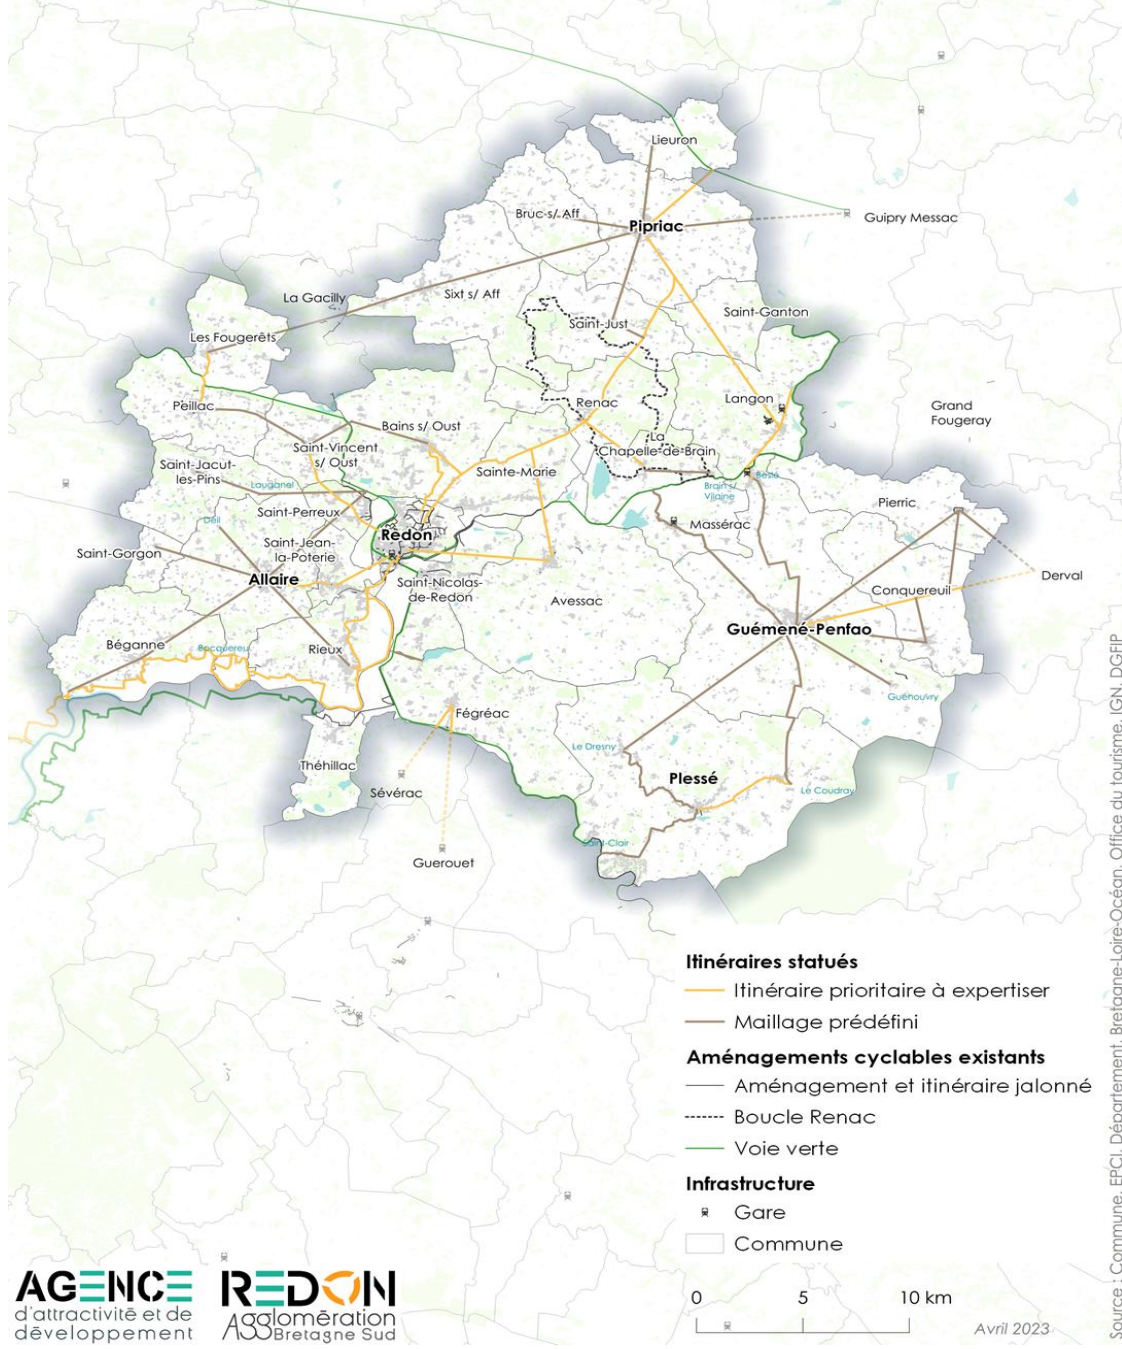 Lieuron
Bruc s/ Aff
Pipriac
Guipry Messac
La Gacilly
Sixt s/ Aff
Saint-Ganton
Saint-Just
Les Fougerêts
Peillac
Renac
Langon
Grand
Fougeray
Bains s/ Oust
La
Chapelle-de-Brain
Saint-Vincent
s/ Oust
Sainte-Marie
Saint-Jacut-
les-Pins
Brain s/
Vilaine
Pierric
Saint-Perreux
Massérac
Redon
Saint-Jean-
la-Poterie
Saint-Gorgon
Allaire
Saint-Nicolas-
de-Redon
Avessac
Conquereuil
Derval
Guémené-Penfao
Béganne
Rieux
Guénouvry
Fégréac
Le Dresny
Théhillac
Plessé
Sévérac
Le Coudray
Saint-Clair
Guerouet
Itinéraires statués
Itinéraire prioritaire à expertiser
Maillage prédéfini
Aménagements cyclables existants
Aménagement et itinéraire jalonné
Boucle Renac
Voie verte
Infrastructure
Gare
Commune
AGENCE
d'attractivité et de
développement
REDON
Agglomération
Bretagne Sud
0 5 10 km
Avril 2023
Source : Commune, EPCI, Département, Bretagne-Loire-Océan, Office du tourisme, IGN, DGFIP